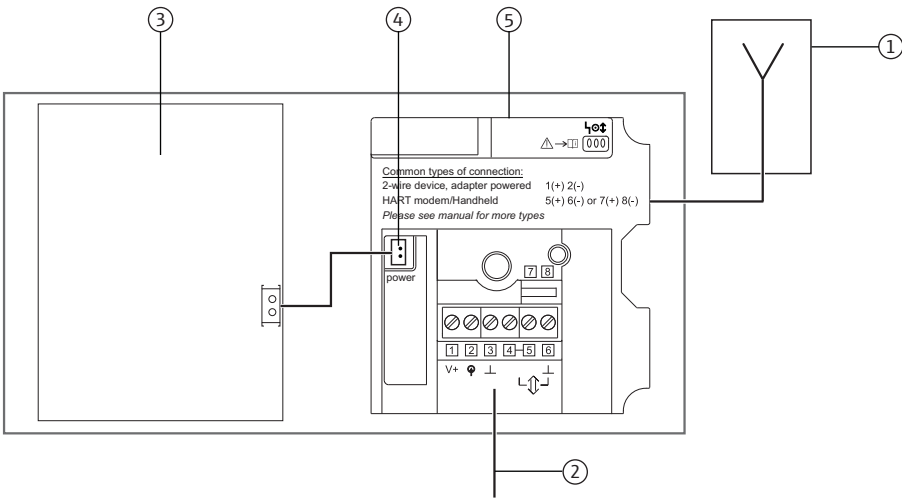 3
4
5
1
000
Common types of connection:
2-wire device, adapter powered 1(+) 2(-)
HART modem/Handheld 5(+) 6(-) or 7(+) 8(-)
Please see manual for more types
power
7 8
1 2 3 4 5 6
V+
2